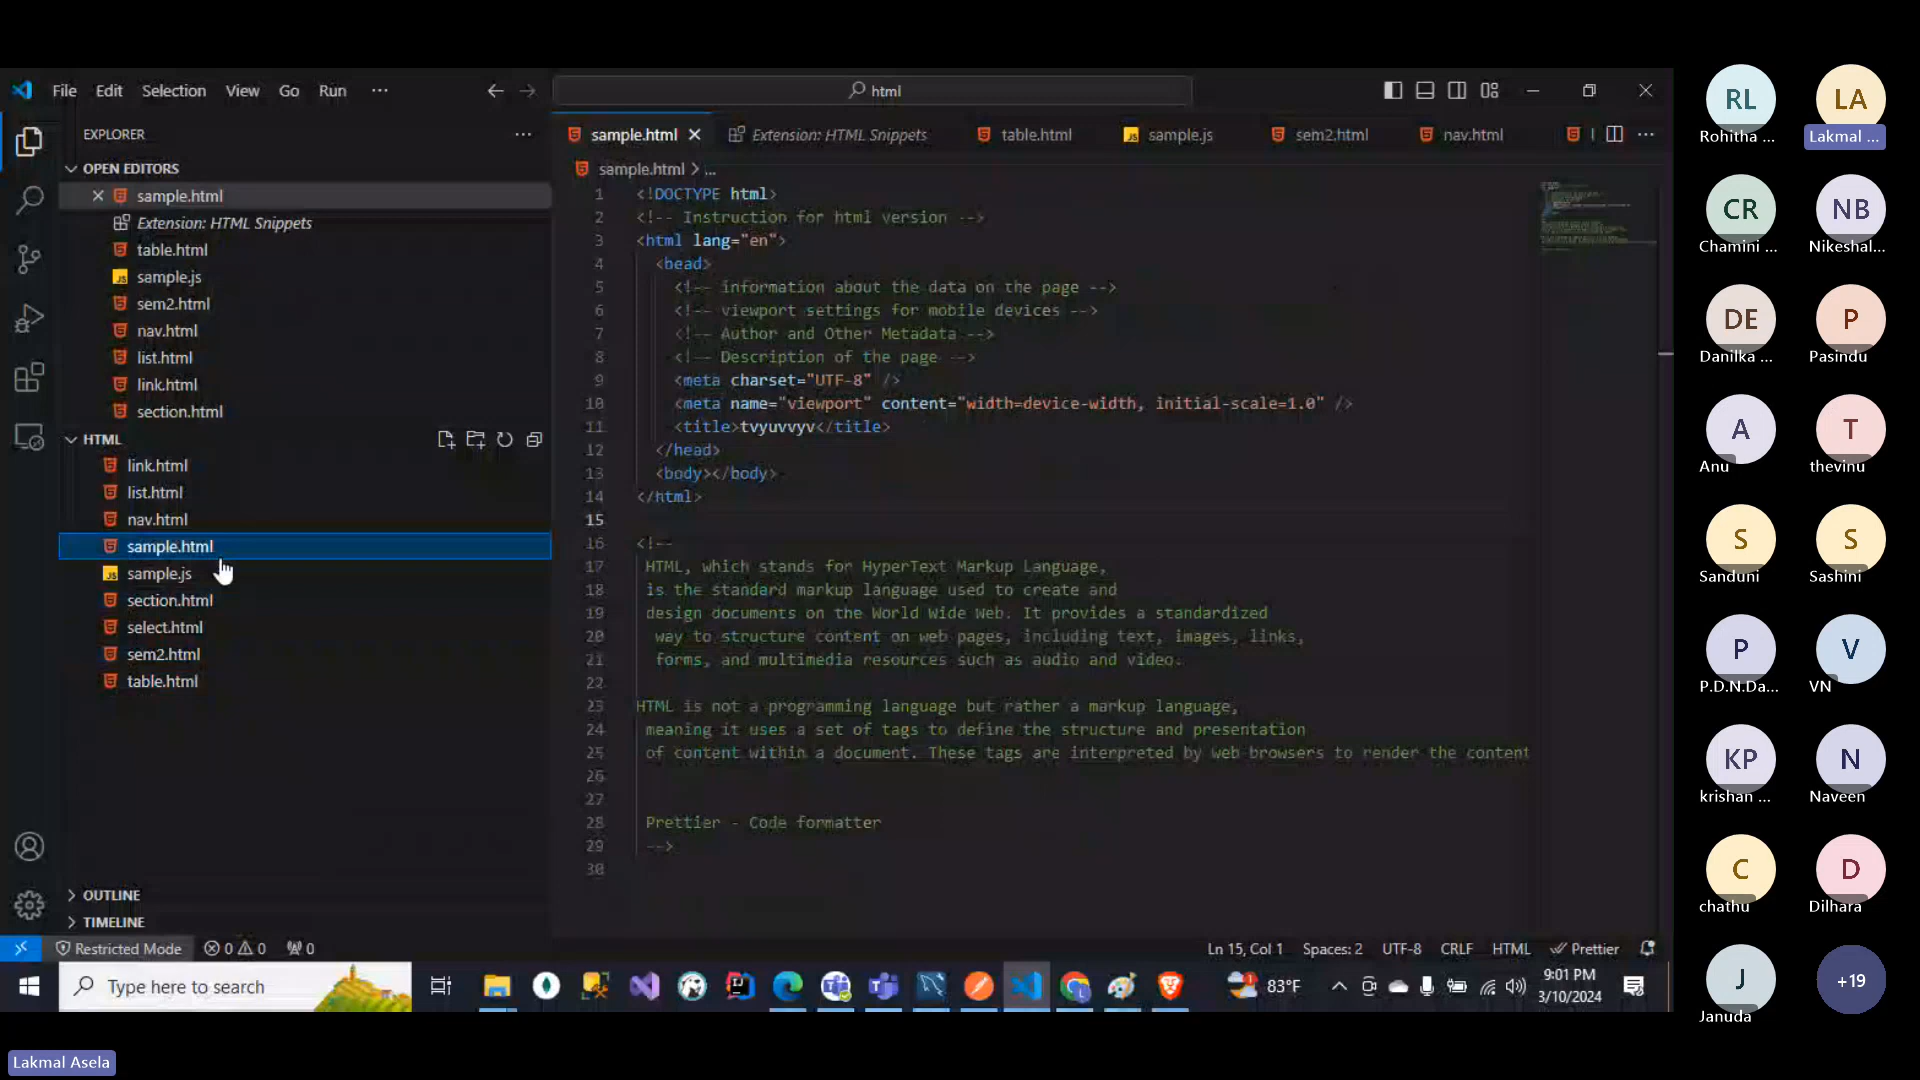 File Edit Selection View Go Run ···
html
EXPLORER
OPEN EDITORS
sample.html
Extension: HTML Snippets
table.html
sample.js
sem2.html
nav.html
list.html
link.html
section.html
HTML
link.html
list.html
nav.html
sample.html
sample.js
section.html
select.html
sem2.html
table.html
OUTLINE
TIMELINE
sample.html Extension: HTML Snippets table.html sample.js sem2.html nav.html
sample.html > ...
1 <!DOCTYPE html>
2 <!-- Instruction for html version -->
3 <html lang="en">
4 <head>
5 <!-- information about the data on the page -->
6 <!-- viewport settings for mobile devices -->
7 <!-- Author and Other Metadata -->
8 <!-- Description of the page -->
9 <meta charset="UTF-8" />
10 <meta name="viewport" content="width=device-width, initial-scale=1.0" />
11 <title>tvyuvvyv</title>
12 </head>
13 <body></body>
14 </html>
15
16 <!--
17 HTML, which stands for HyperText Markup Language,
18 is the standard markup language used to create and
19 design documents on the World Wide Web. It provides a standardized
20 way to structure content on web pages, including text, images, links,
21 forms, and multimedia resources such as audio and video.
22
23 HTML is not a programming language but rather a markup language,
24 meaning it uses a set of tags to define the structure and presentation
25 of content within a document. These tags are interpreted by web browsers to render the content
26
27
28 Prettier - Code formatter
29 -->
30
Restricted Mode 0 0 0 Ln 15, Col 1 Spaces: 2 UTF-8 CRLF HTML Prettier
Type here to search
83°F
9:01 PM
3/10/2024
RL LA
Rohitha ... Lakmal ...
CR NB
Chamini ... Nikeshal...
DE P
Danilka ... Pasindu
A T
Anu thevinu
S S
Sanduni Sashini
P V
P.D.N.Da... VN
KP N
krishan ... Naveen
C D
chathu Dilhara
J +19
Januda
Lakmal Asela